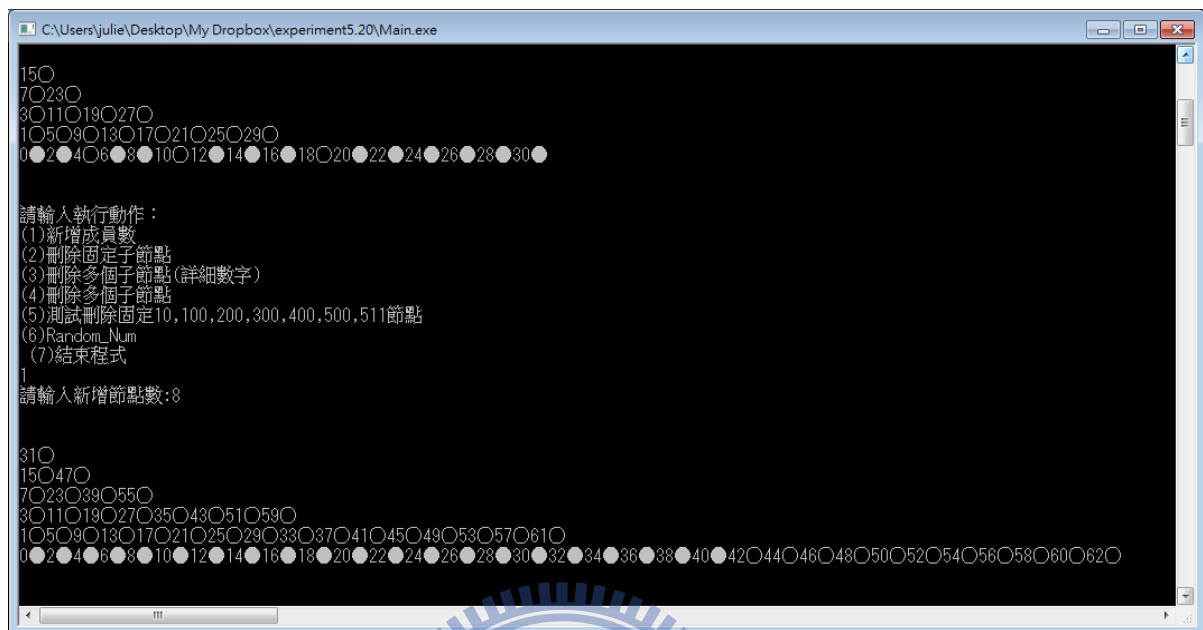 C:\Users\julie\Desktop\My Dropbox\experiment5.20\Main.exe
15○
7○23○
3○11○19○27○
1○5○9○13○17○21○25○29○
0●2●4○6●8●10○12●14●16●18○20●22●24●26●28●30●
請輸入執行動作：
(1)新增成員數
(2)刪除固定子節點
(3)刪除多個子節點(詳細數字)
(4)刪除多個子節點
(5)測試刪除固定10,100,200,300,400,500,511節點
(6)Random_Num
(7)結束程式
1
請輸入新增節點數:8
31○
15○47○
7○23○39○55○
3○11○19○27○35○43○51○59○
1○5○9○13○17○21○25○29○33○37○41○45○49○53○57○61○
0●2●4●6●8●10●12●14●16●18●20●22●24●26●28●30●32●34●36●38●40●42○44○46○48○50○52○54○56○58○60○62○